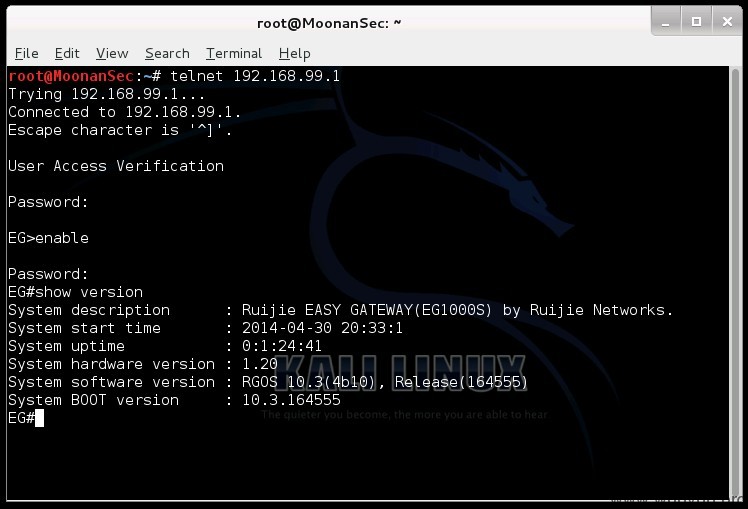 root@MoonanSec: ~
File Edit View Search Terminal Help
root@MoonanSec:~# telnet 192.168.99.1
Trying 192.168.99.1...
Connected to 192.168.99.1.
Escape character is '^]'.
User Access Verification
Password:
EG>enable
Password:
EG#show version
System description      : Ruijie EASY GATEWAY(EG1000S) by Ruijie Networks.
System start time       : 2014-04-30 20:33:1
System uptime           : 0:1:24:41
System hardware version : 1.20
System software version : RGOS 10.3(4b10), Release(164555)
System BOOT version     : 10.3.164555
EG#
KALI LINUX
The quieter you become, the more you are able to hear